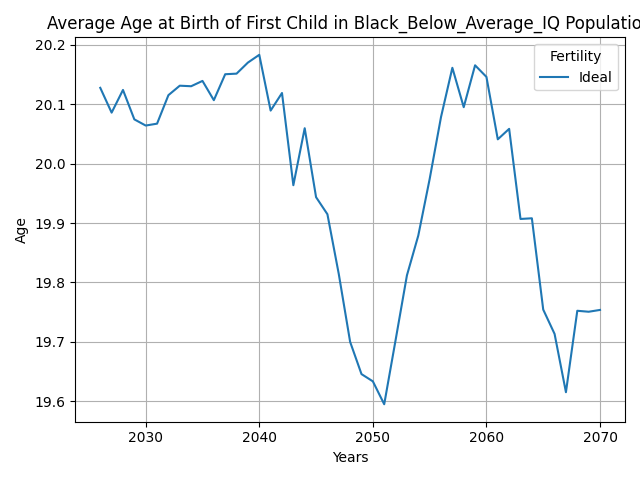 Average Age at Birth of First Child in Black_Below_Average_IQ Populatio
Fertility
Ideal
20.2
20.1
20.0
19.9
19.8
19.7
19.6
Age
2030 2040 2050 2060 2070
Years